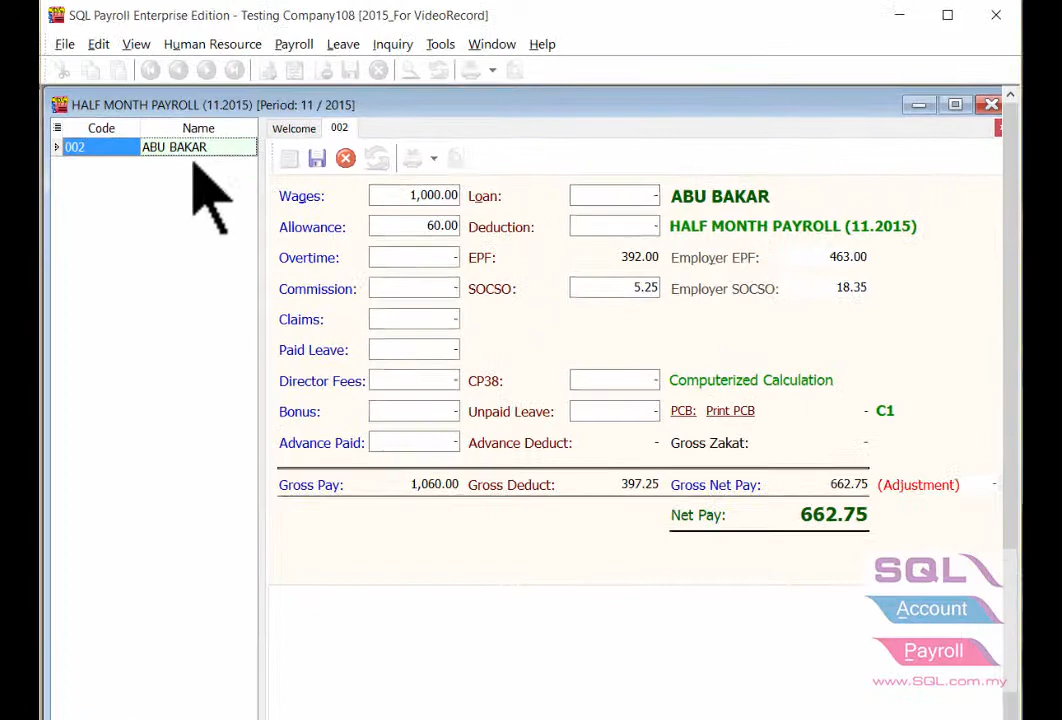 SQL Payroll Enterprise Edition - Testing Company108 [2015_For VideoRecord]
File Edit View Human Resource Payroll Leave Inquiry Tools Window Help
HALF MONTH PAYROLL (11.2015) [Period: 11 / 2015]
Code Name Welcome 002
002 ABU BAKAR
Wages: 1,000.00 Loan: - ABU BAKAR
Allowance: 60.00 Deduction: - HALF MONTH PAYROLL (11.2015)
Overtime: - EPF: 392.00 Employer EPF: 463.00
Commission: - SOCSO: 5.25 Employer SOCSO: 18.35
Claims: -
Paid Leave: -
Director Fees: - CP38: - Computerized Calculation
Bonus: - Unpaid Leave: - PCB: Print PCB - C1
Advance Paid: - Advance Deduct: - Gross Zakat: -
Gross Pay: 1,060.00 Gross Deduct: 397.25 Gross Net Pay: 662.75 (Adjustment) -
Net Pay: 662.75
SQL
Account
Payroll
www.SQL.com.my